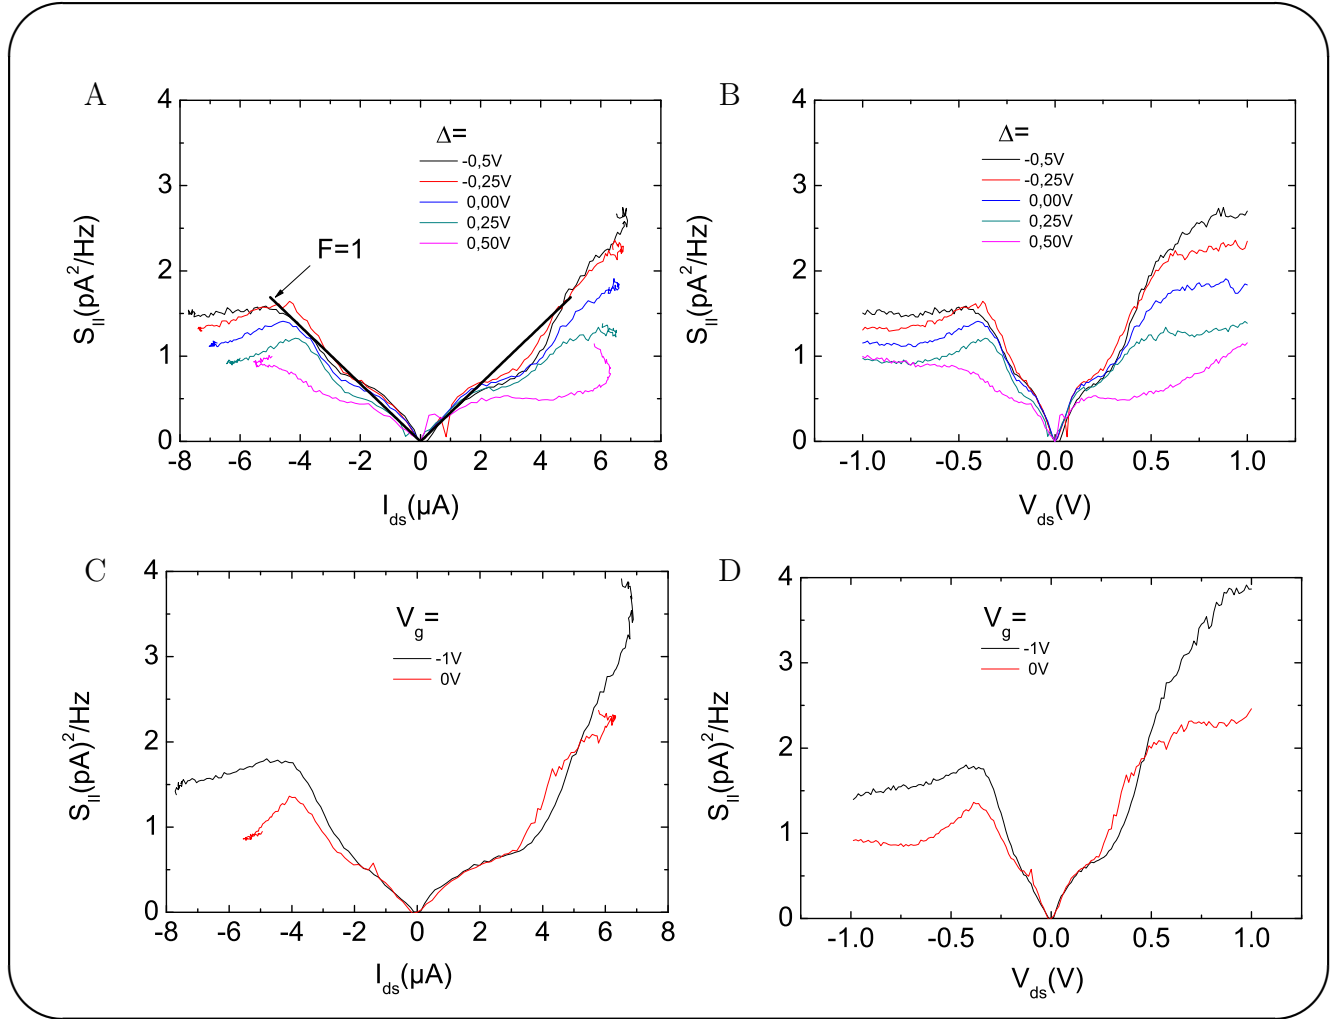 A
4
3
2
1
0
-8
-6
-4
-2
0
2
4
6
8
S_II(pA²/Hz)
I_ds(µA)
Δ=
-0,5V
-0,25V
0,00V
0,25V
0,50V
F=1
B
4
3
2
1
0
-1.0
-0.5
0.0
0.5
1.0
S_II(pA²/Hz)
V_ds(V)
Δ=
-0,5V
-0,25V
0,00V
0,25V
0,50V
C
4
3
2
1
0
-8
-6
-4
-2
0
2
4
6
8
S_II(pA)²/Hz
I_ds(µA)
V_g=
-1V
0V
D
4
3
2
1
0
-1.0
-0.5
0.0
0.5
1.0
S_II(pA)²/Hz
V_ds(V)
V_g=
-1V
0V